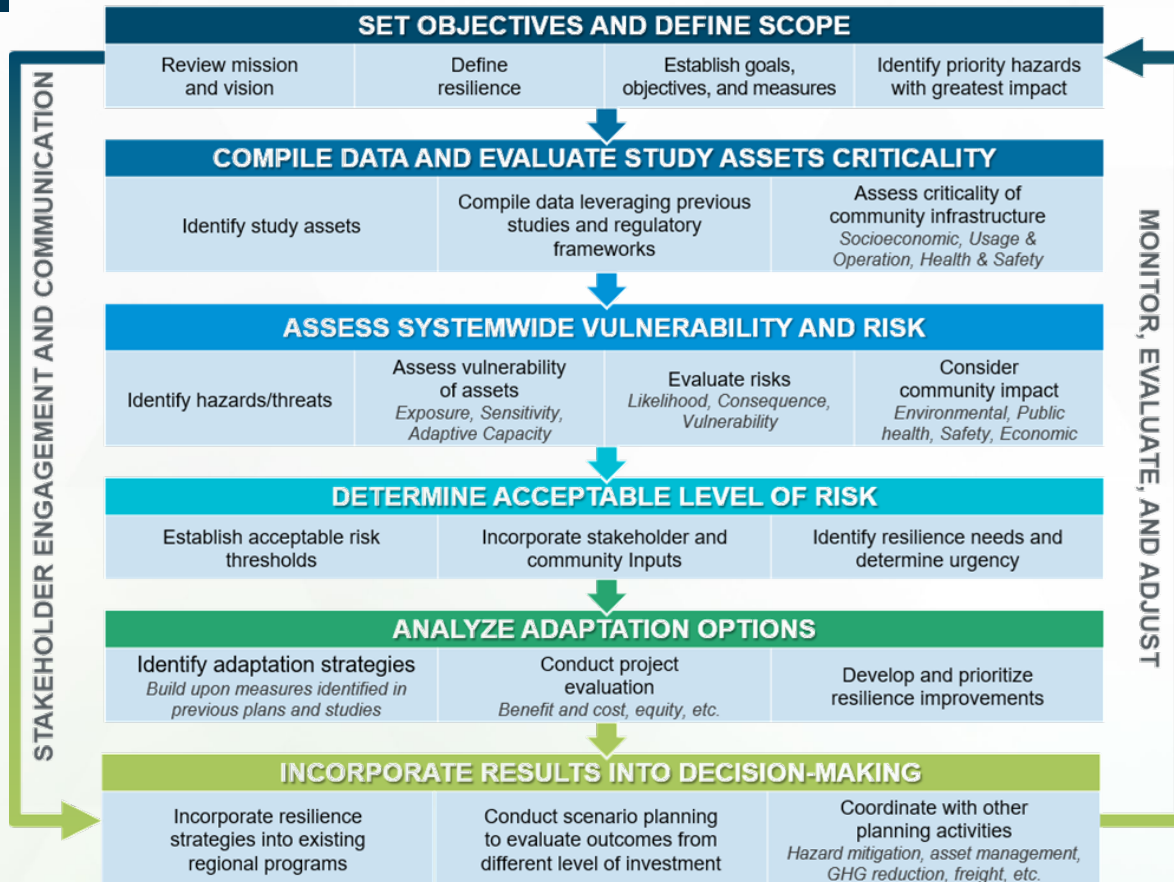 SET OBJECTIVES AND DEFINE SCOPE
Review mission
and vision
Define
resilience
Establish goals,
objectives, and measures
Identify priority hazards
with greatest impact
COMPILE DATA AND EVALUATE STUDY ASSETS CRITICALITY
Identify study assets
Compile data leveraging previous
studies and regulatory
frameworks
Assess criticality of
community infrastructure
Socioeconomic, Usage &
Operation, Health & Safety
ASSESS SYSTEMWIDE VULNERABILITY AND RISK
Identify hazards/threats
Assess vulnerability
of assets
Exposure, Sensitivity,
Adaptive Capacity
Evaluate risks
Likelihood, Consequence,
Vulnerability
Consider
community impact
Environmental, Public
health, Safety, Economic
DETERMINE ACCEPTABLE LEVEL OF RISK
Establish acceptable risk
thresholds
Incorporate stakeholder and
community Inputs
Identify resilience needs and
determine urgency
ANALYZE ADAPTATION OPTIONS
Identify adaptation strategies
Build upon measures identified in
previous plans and studies
Conduct project
evaluation
Benefit and cost, equity, etc.
Develop and prioritize
resilience improvements
INCORPORATE RESULTS INTO DECISION-MAKING
Incorporate resilience
strategies into existing
regional programs
Conduct scenario planning
to evaluate outcomes from
different level of investment
Coordinate with other
planning activities
Hazard mitigation, asset management,
GHG reduction, freight, etc.
STAKEHOLDER ENGAGEMENT AND COMMUNICATION
MONITOR, EVALUATE, AND ADJUST